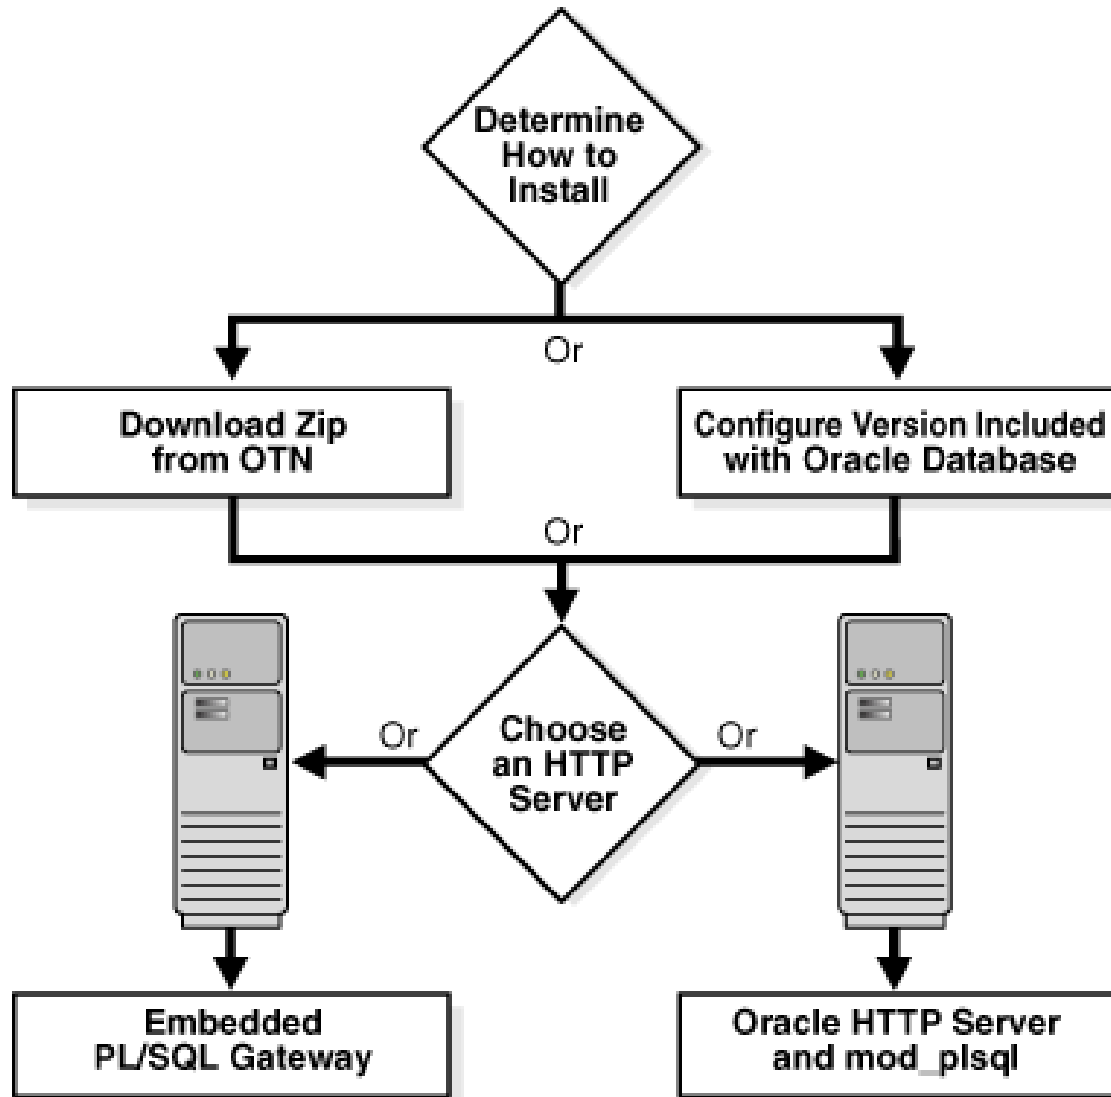 Determine
How to
Install
Or
Download Zip
from OTN
Configure Version Included
with Oracle Database
Or
Or
Choose
an HTTP
Server
Or
Embedded
PL/SQL Gateway
Oracle HTTP Server
and mod_plsql